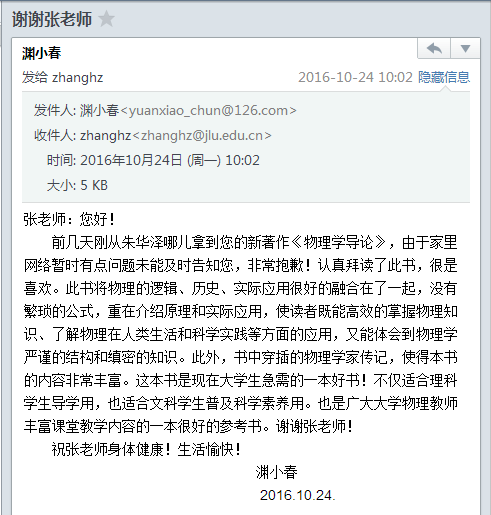 谢谢张老师
渊小春
发给 zhanghz 2016-10-24 10:02 隐藏信息
发件人: 渊小春<yuanxiao_chun@126.com>
收件人: zhanghz<zhanghz@jlu.edu.cn>
时间: 2016年10月24日 (周一) 10:02
大小: 5 KB
张老师：您好！
前几天刚从朱华泽哪儿拿到您的新著作《物理学导论》，由于家里
网络暂时有点问题未能及时告知您，非常抱歉！认真拜读了此书，很是
喜欢。此书将物理的逻辑、历史、实际应用很好的融合在了一起，没有
繁琐的公式，重在介绍原理和实际应用，使读者既能高效的掌握物理知
识、了解物理在人类生活和科学实践等方面的应用，又能体会到物理学
严谨的结构和缜密的知识。此外，书中穿插的物理学家传记，使得本书
的内容非常丰富。这本书是现在大学生急需的一本好书！不仅适合理科
学生导学用，也适合文科学生普及科学素养用。也是广大大学物理教师
丰富课堂教学内容的一本很好的参考书。谢谢张老师！
祝张老师身体健康！生活愉快！
渊小春
2016.10.24.